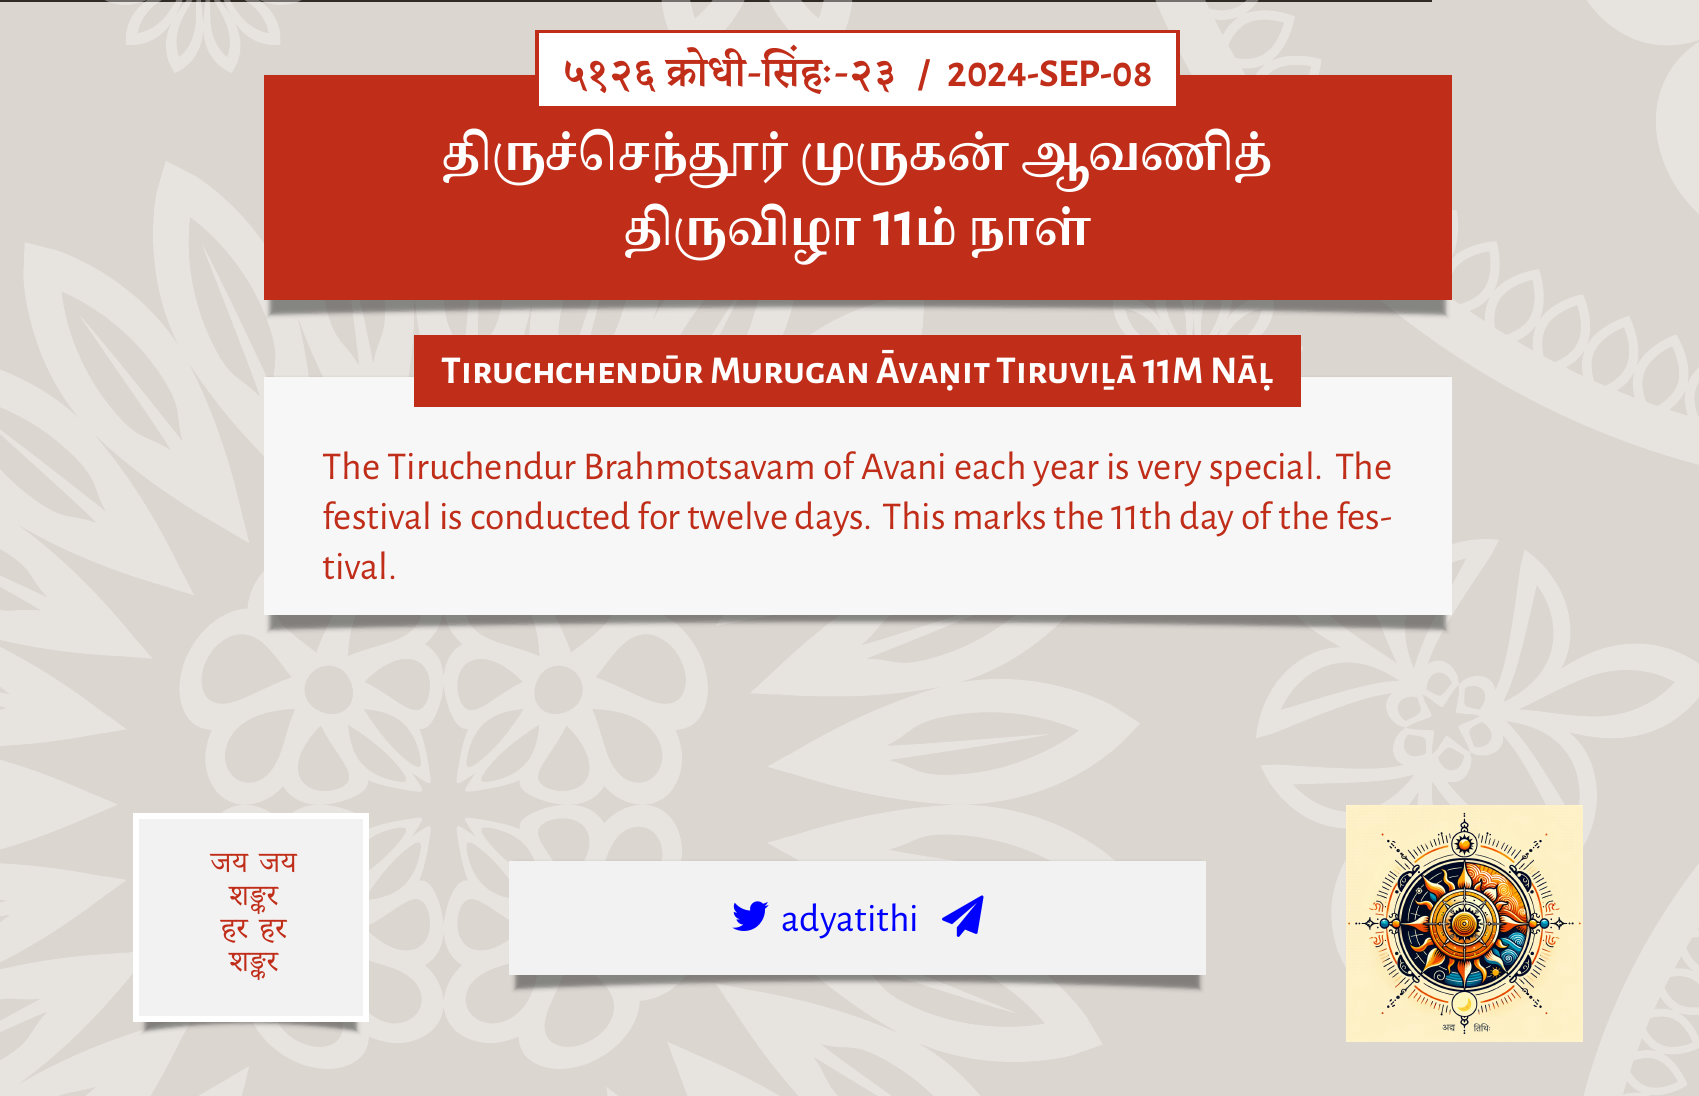 ५१२६ क्रोधी-सिंहः-२३ / 2024-SEP-08
திருச்செந்தூர் முருகன் ஆவணித்
திருவிழா 11ம் நாள்
Tiruchchendūr Murugan Āvaṇit Tiruviḻā 11m Nāḷ
The Tiruchendur Brahmotsavam of Avani each year is very special. The
festival is conducted for twelve days. This marks the 11th day of the fes-
tival.
जय जय
शङ्कर
हर हर
शङ्कर
adyatithi
अद्य तिथिः